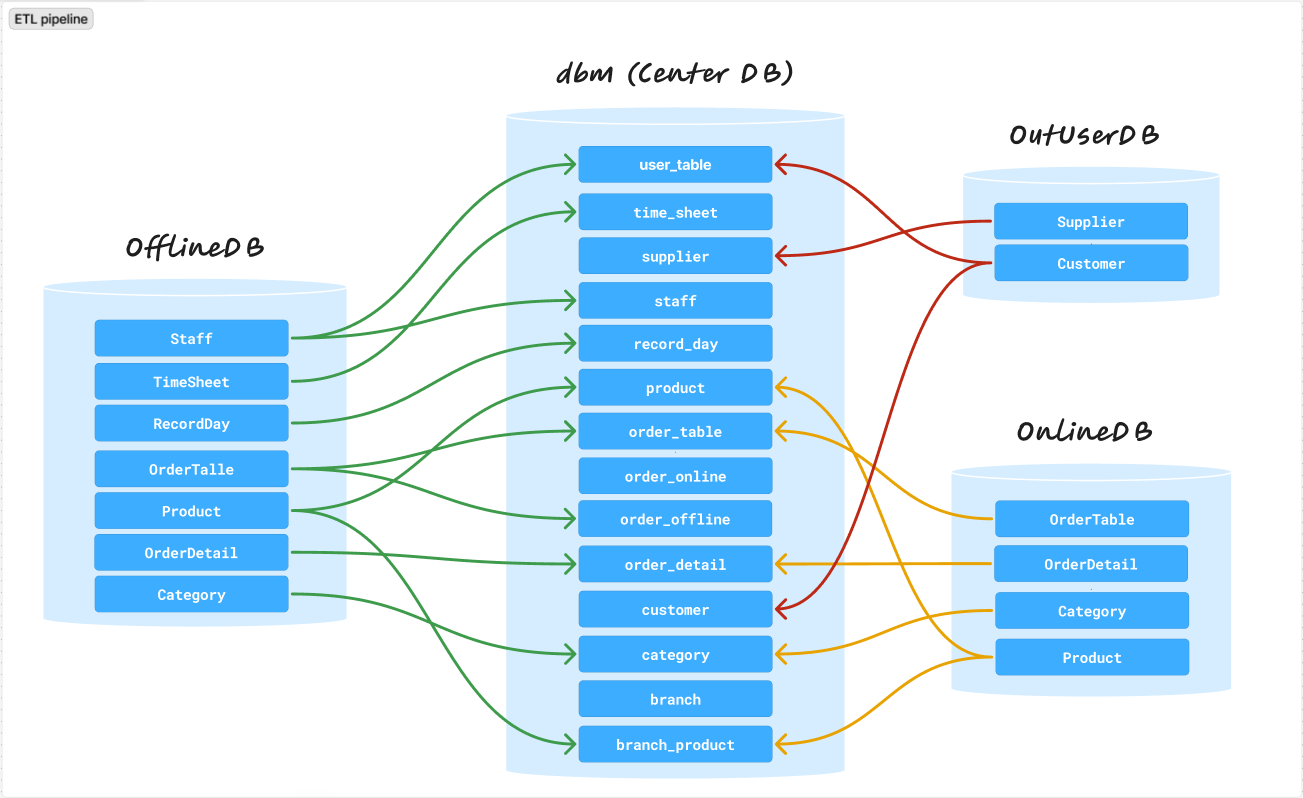 ETL pipeline
dbm (Center DB)
user_table
time_sheet
supplier
staff
record_day
product
order_table
order_online
order_offline
order_detail
customer
category
branch
branch_product
OfflineDB
Staff
TimeSheet
RecordDay
OrderTalle
Product
OrderDetail
Category
OutUserDB
Supplier
Customer
OnlineDB
OrderTable
OrderDetail
Category
Product